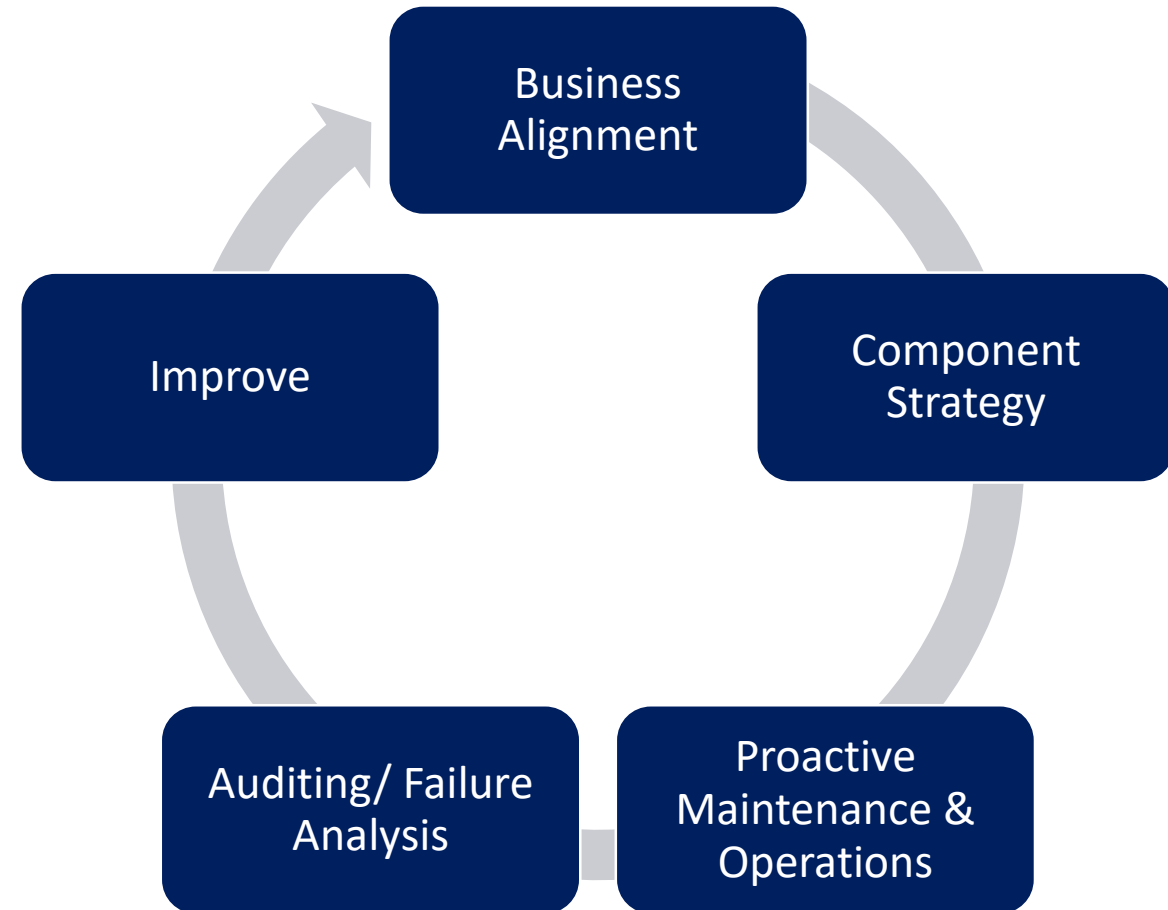 Business
Alignment
Component
Strategy
Proactive
Maintenance &
Operations
Auditing/ Failure
Analysis
Improve